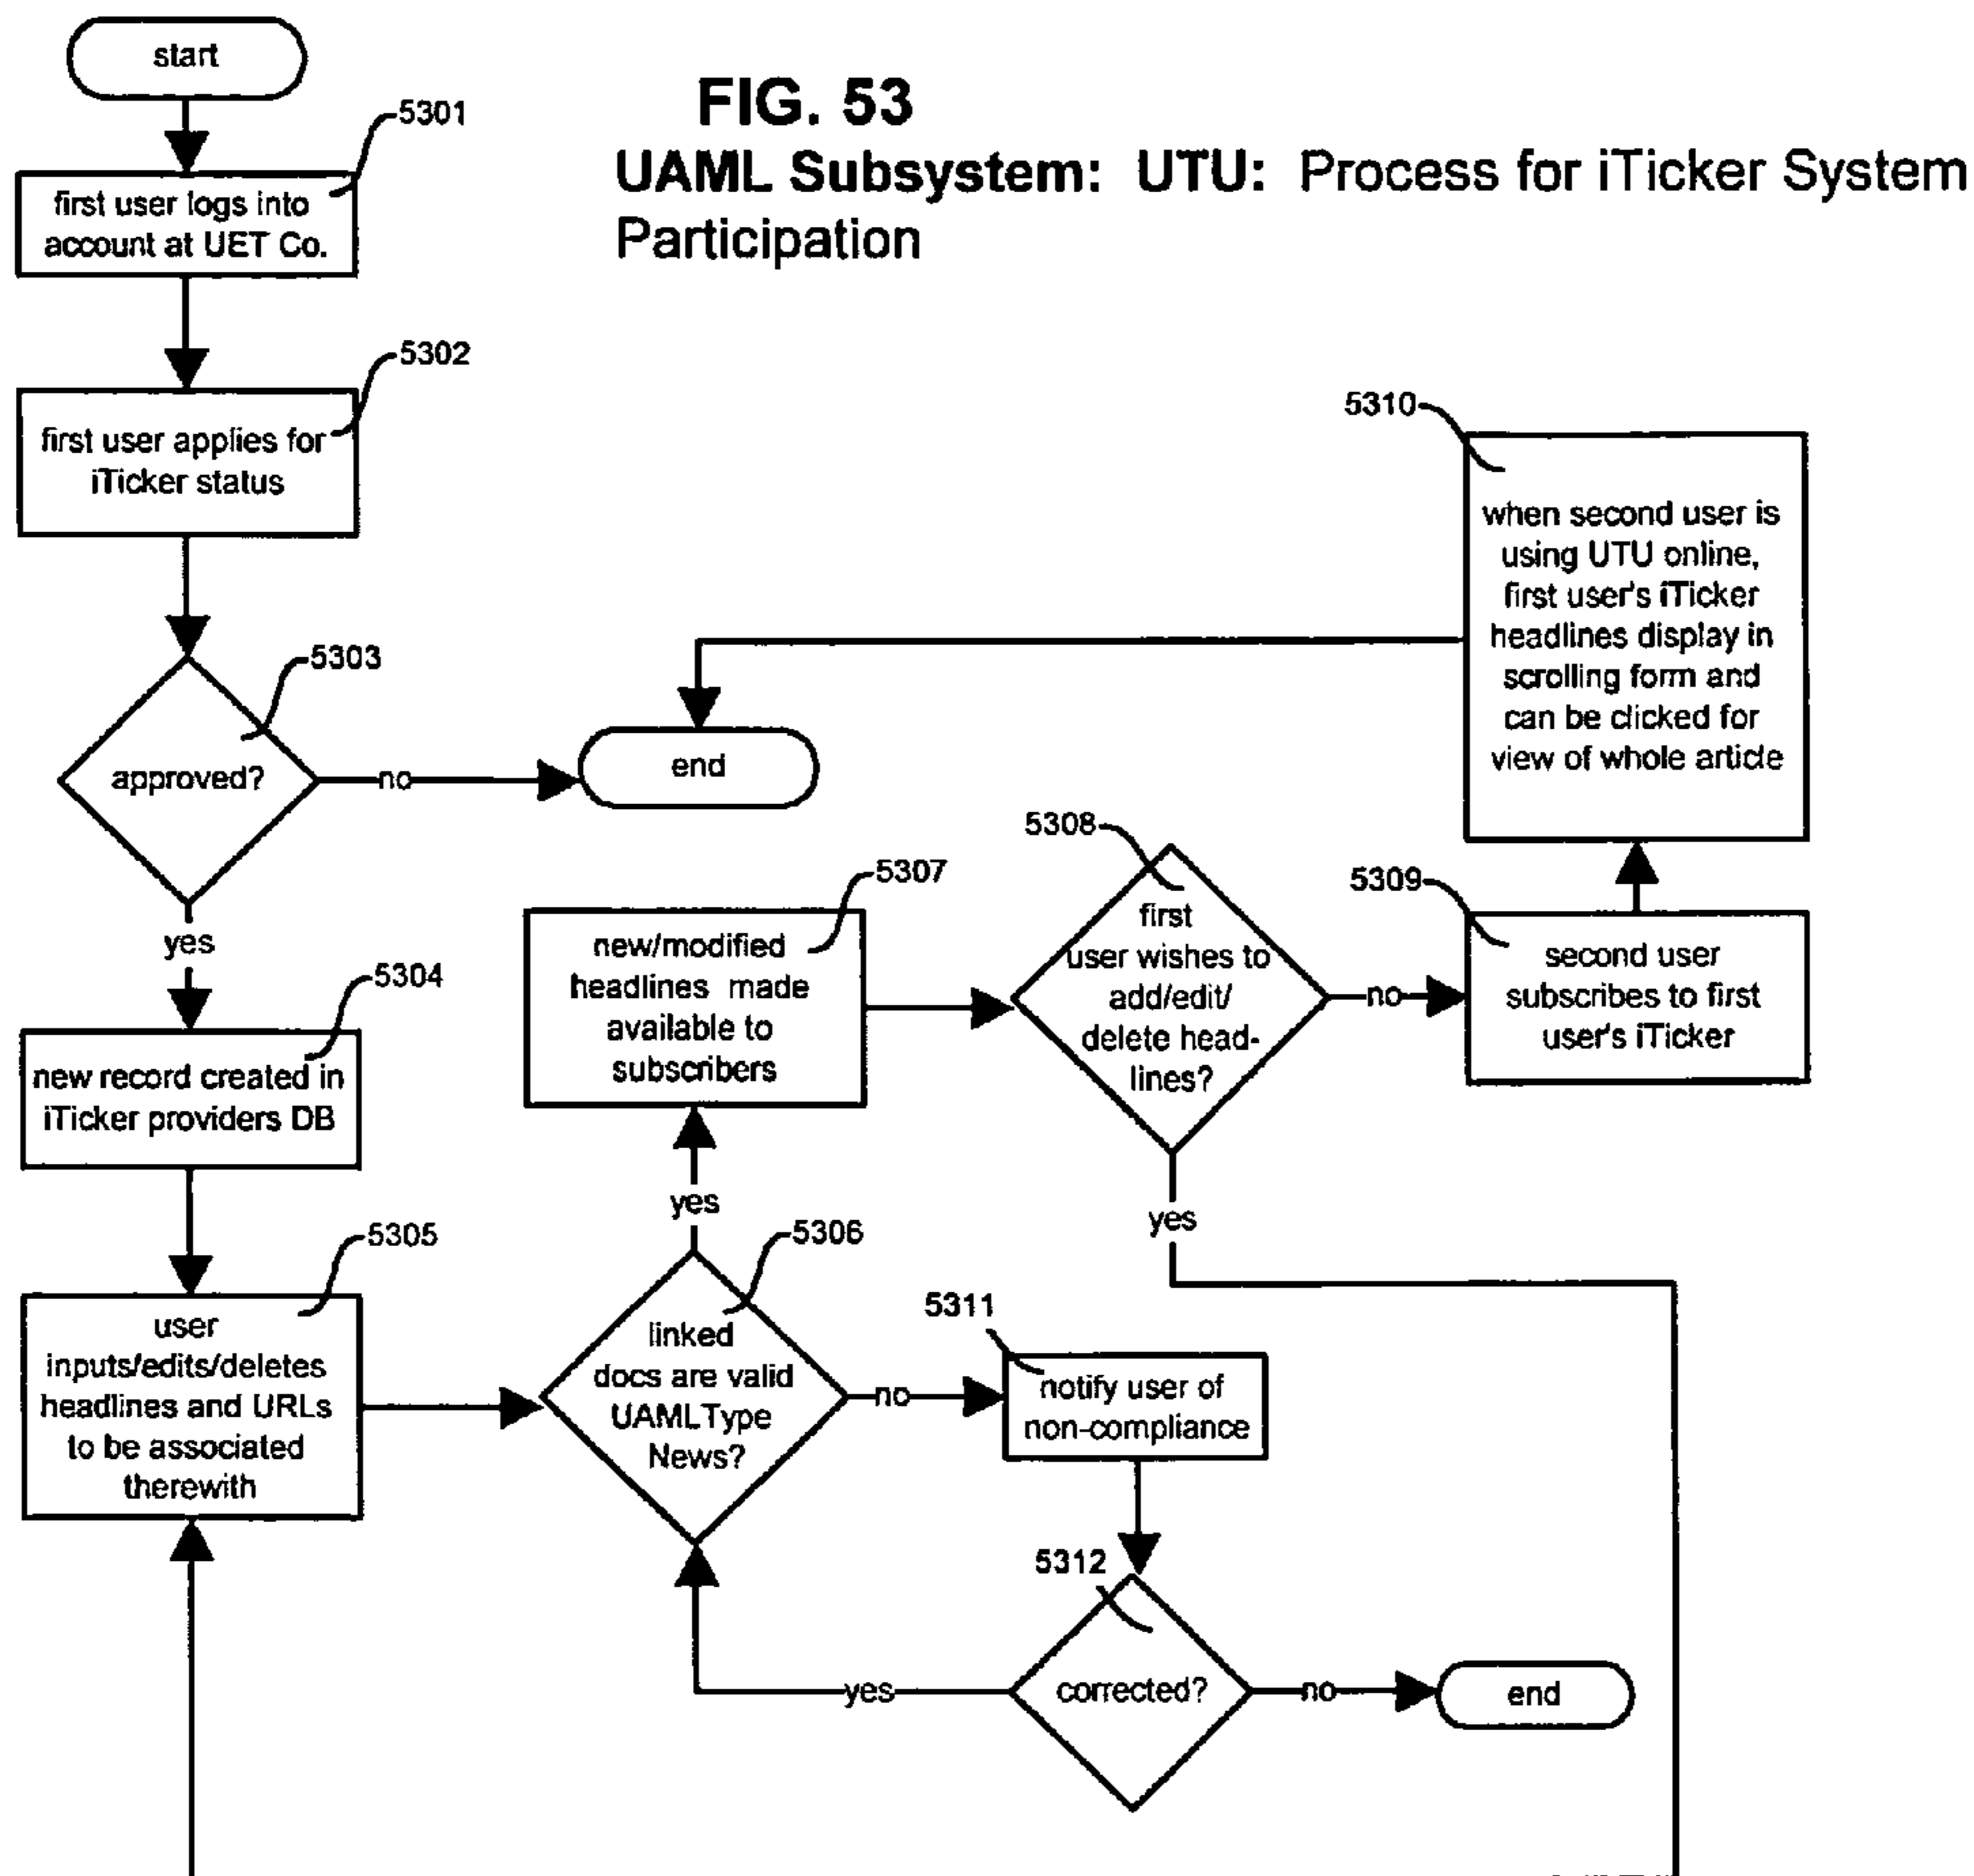 start
FIG. 53
UAML Subsystem: UTU: Process for iTicker System
Participation
5301
first user logs into
account at UET Co.
5302
first user applies for
iTicker status
5303
approved?
no
end
yes
5304
new record created in
iTicker providers DB
5305
user
inputs/edits/deletes
headlines and URLs
to be associated
therewith
5306
linked
docs are valid
UAMLType
News?
yes
5307
new/modified
headlines made
available to
subscribers
5308
first
user wishes to
add/edit/
delete head-
lines?
no
5309
second user
subscribes to first
user's iTicker
5310
when second user is
using UTU online,
first user's iTicker
headlines display in
scrolling form and
can be clicked for
view of whole article
yes
no
5311
notify user of
non-compliance
5312
corrected?
yes
no
end